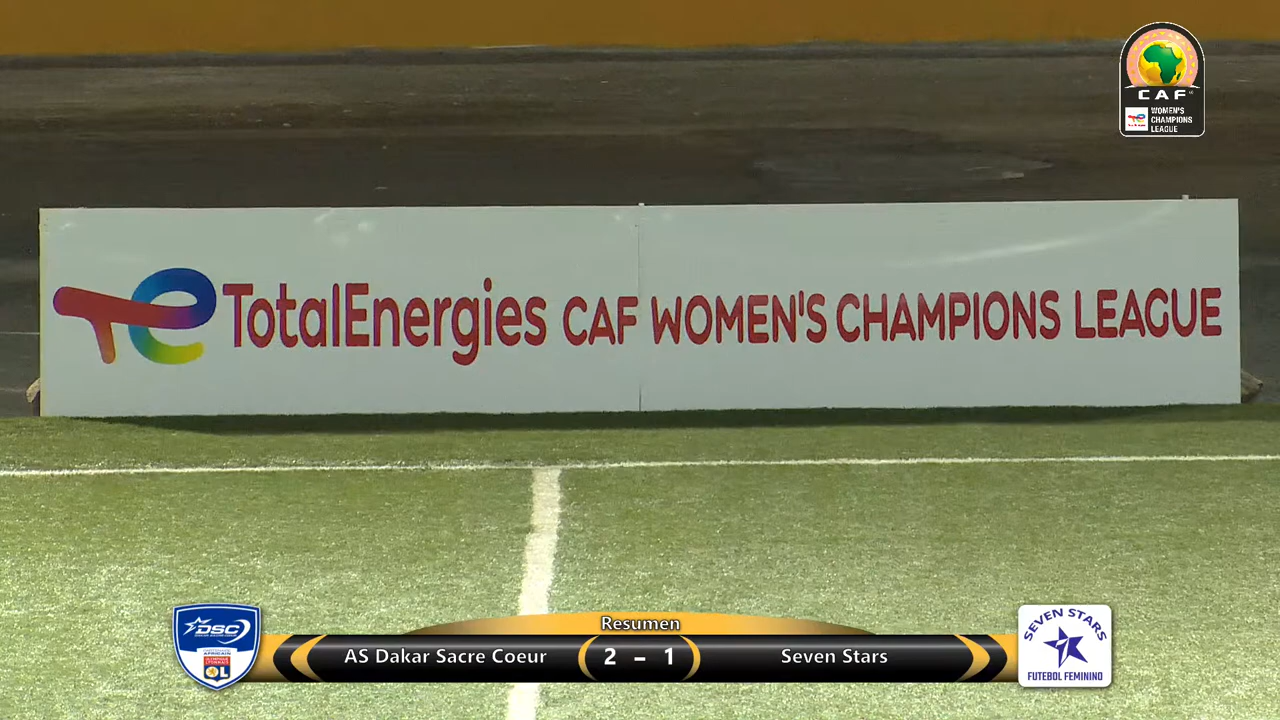 CAF
WOMEN'S
CHAMPIONS
LEAGUE
TotalEnergies CAF WOMEN'S CHAMPIONS LEAGUE
Resumen
AS Dakar Sacre Coeur 2 - 1 Seven Stars
DSC
OL
SEVEN STARS
FUTEBOL FEMININO